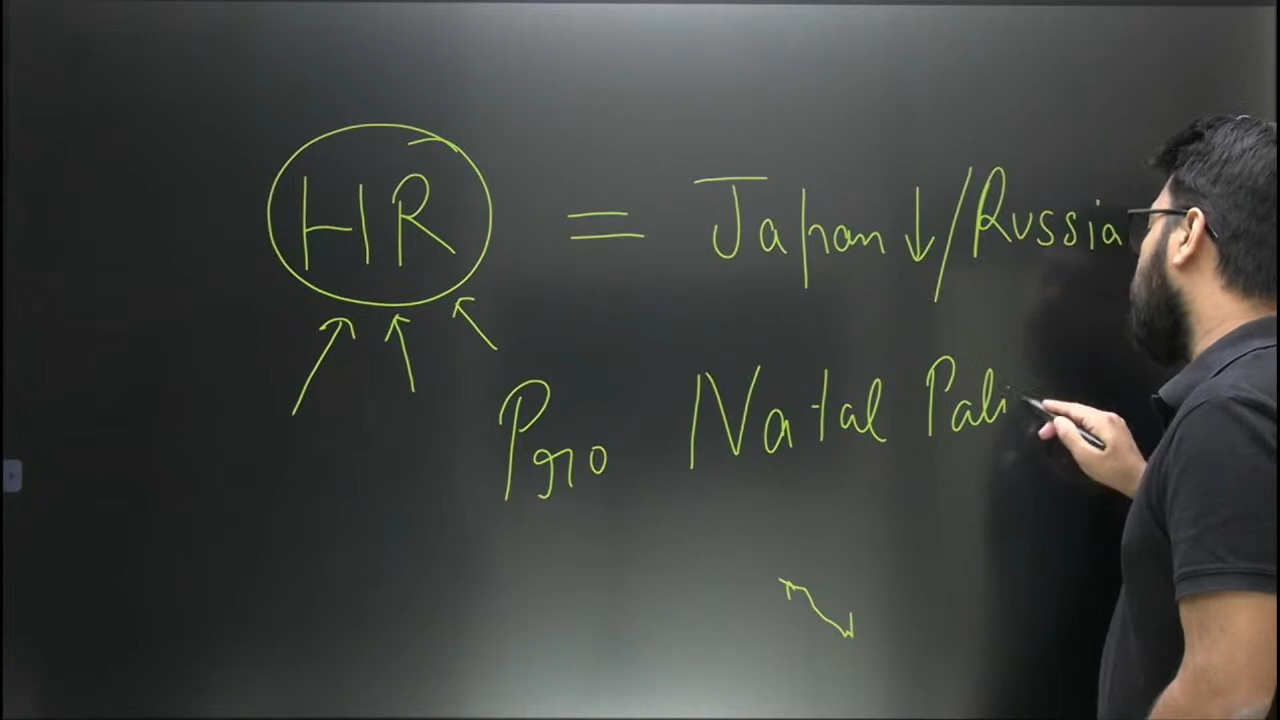 HR = Japan ↓ / Russia
Pro Natal Pali